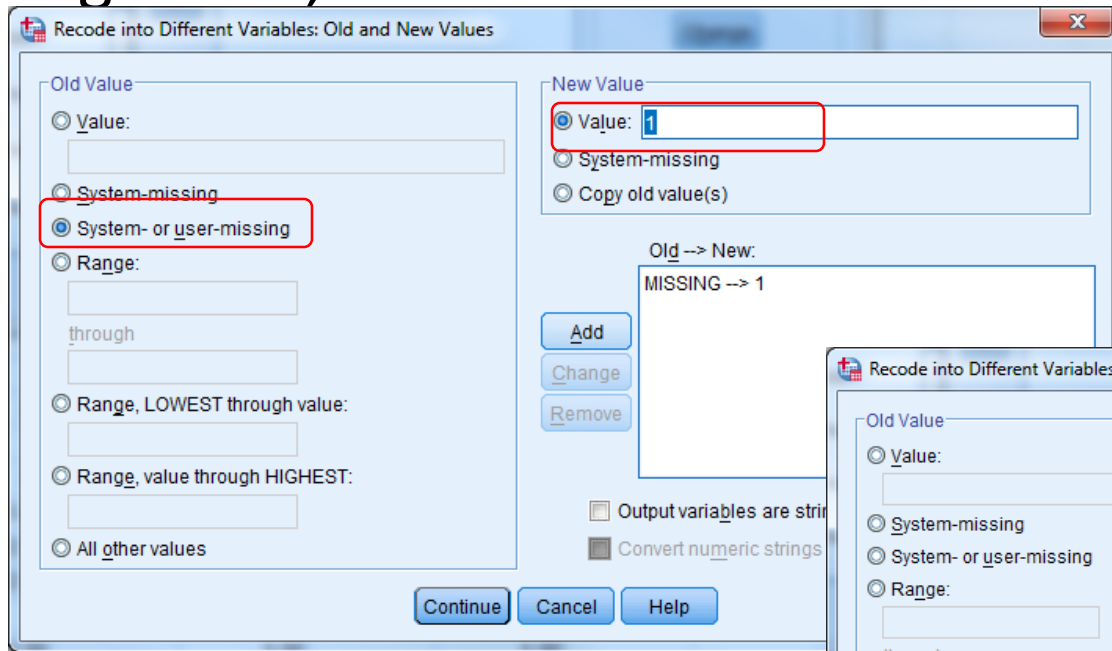 Recode into Different Variables: Old and New Values
Old Value
Value:
System-missing
System- or user-missing
Range:
through
Range, LOWEST through value:
Range, value through HIGHEST:
All other values
New Value
Value: 1
System-missing
Copy old value(s)
Old --> New:
MISSING --> 1
Add
Change
Remove
Output variables are
Convert numeric strings
Continue
Cancel
Help
Recode into Different Variables
Old Value
Value:
System-missing
System- or user-missing
Range: